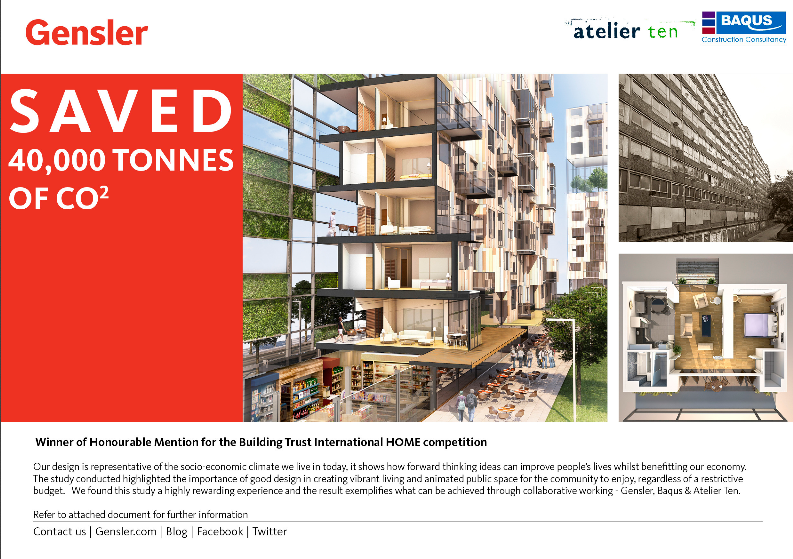 Gensler
atelier ten
BAQUS
Construction Consultancy
SAVED
40,000 TONNES
OF CO²
Winner of Honourable Mention for the Building Trust International HOME competition
Our design is representative of the socio-economic climate we live in today, it shows how forward thinking ideas can improve people's lives whilst benefitting our economy.
The study conducted highlighted the importance of good design in creating vibrant living and animated public space for the community to enjoy, regardless of a restrictive
budget. We found this study a highly rewarding experience and the result exemplifies what can be achieved through collaborative working - Gensler, Baqus & Atelier Ten.
Refer to attached document for further information
Contact us | Gensler.com | Blog | Facebook | Twitter